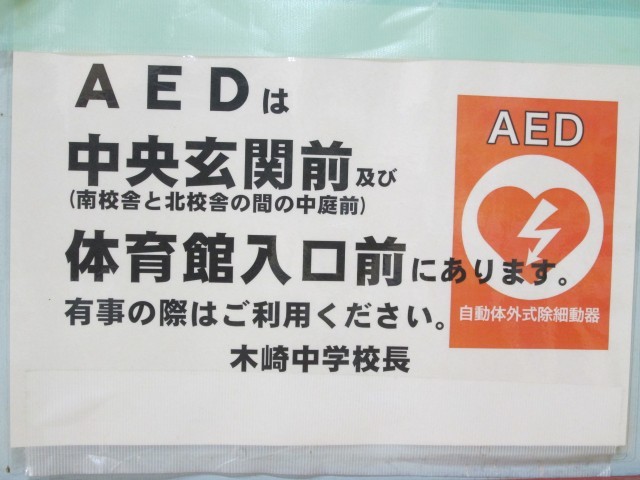 AEDは
中央玄関前及び
(南校舎と北校舎の間の中庭前)
体育館入口前にあります。
有事の際はご利用ください。
木崎中学校長
AED
自動体外式除細動器